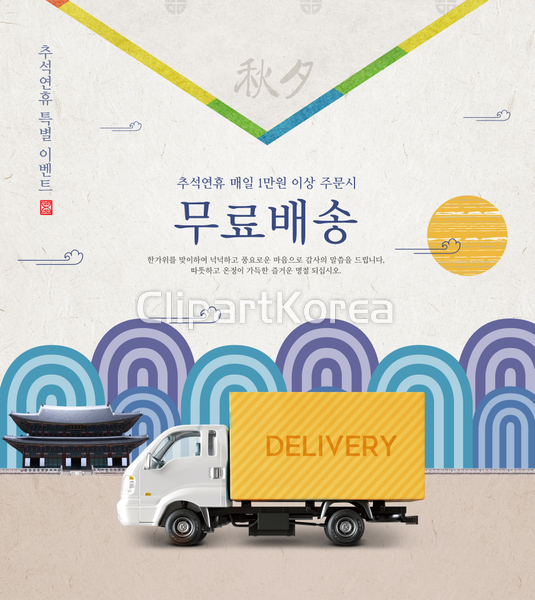 秋夕
추석연휴 특별 이벤트
추석연휴 매일 1만원 이상 주문시
무료배송
한가위를 맞이하여 넉넉하고 풍요로운 마음으로 감사의 말씀을 드립니다.
따뜻하고 온정이 가득한 즐거운 명절 되십시오.
ClipartKorea
DELIVERY